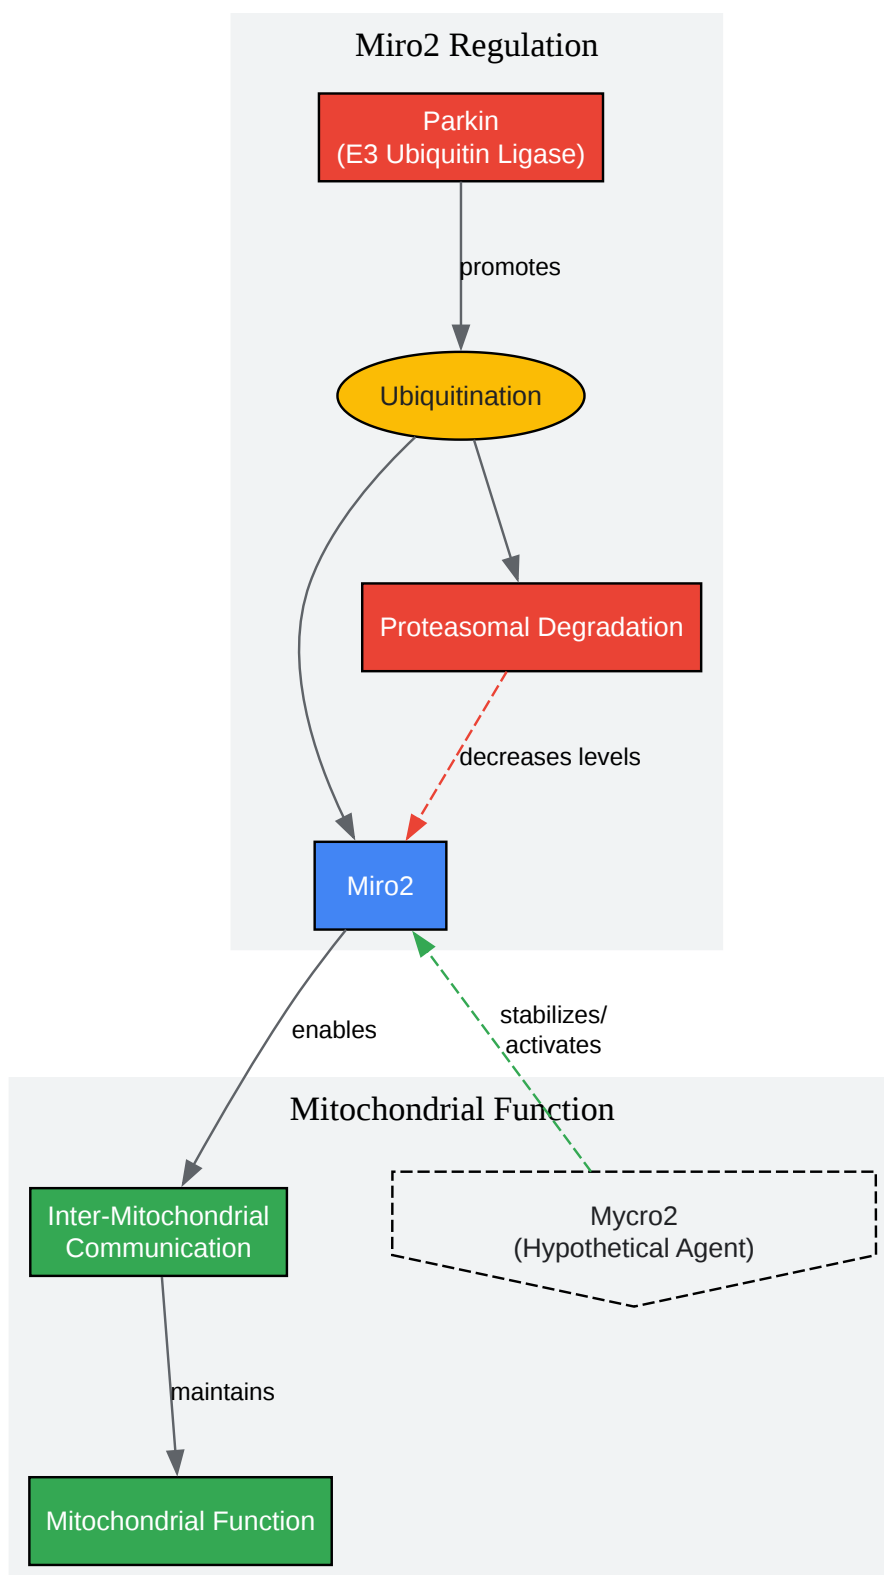 Miro2 Regulation
Parkin
(E3 Ubiquitin Ligase)
promotes
Ubiquitination
Proteasomal Degradation
decreases levels
Miro2
enables
stabilizes/
activates
Mitochondrial Function
Inter-Mitochondrial
Communication
Mycro2
(Hypothetical Agent)
maintains
Mitochondrial Function